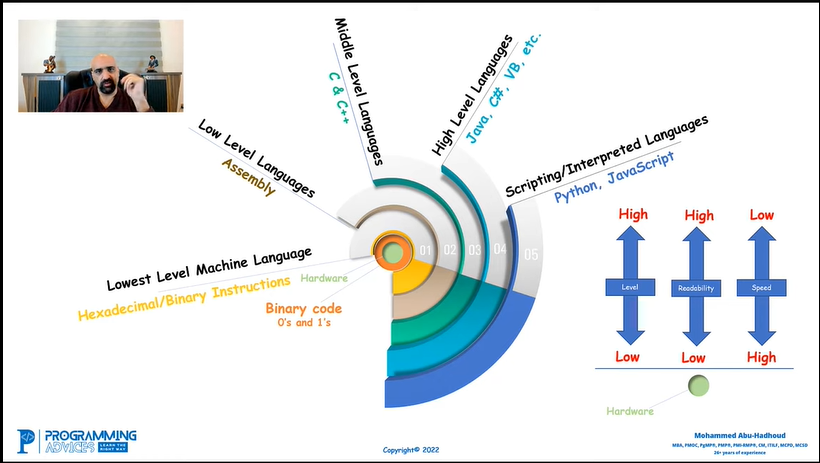 Middle Level Languages
C & C++
High Level Languages
Java, C#, VB, etc.
Low Level Languages
Assembly
Scripting/Interpreted Languages
Python, JavaScript
Lowest Level Machine Language
Hexadecimal/Binary Instructions
Hardware
Binary code
0's and 1's
01
02
03
04
05
High
High
Low
Level
Readability
Speed
Low
Low
High
Hardware
PROGRAMMING
ADVICES
LEARN THE
RIGHT WAY
Copyright© 2022
Mohammed Abu-Hadhoud
MBA, PMOC, PgMP®, PMP®, PMI-RMP®, CM, ITILF, MCPD, MCSD
26+ years of experience